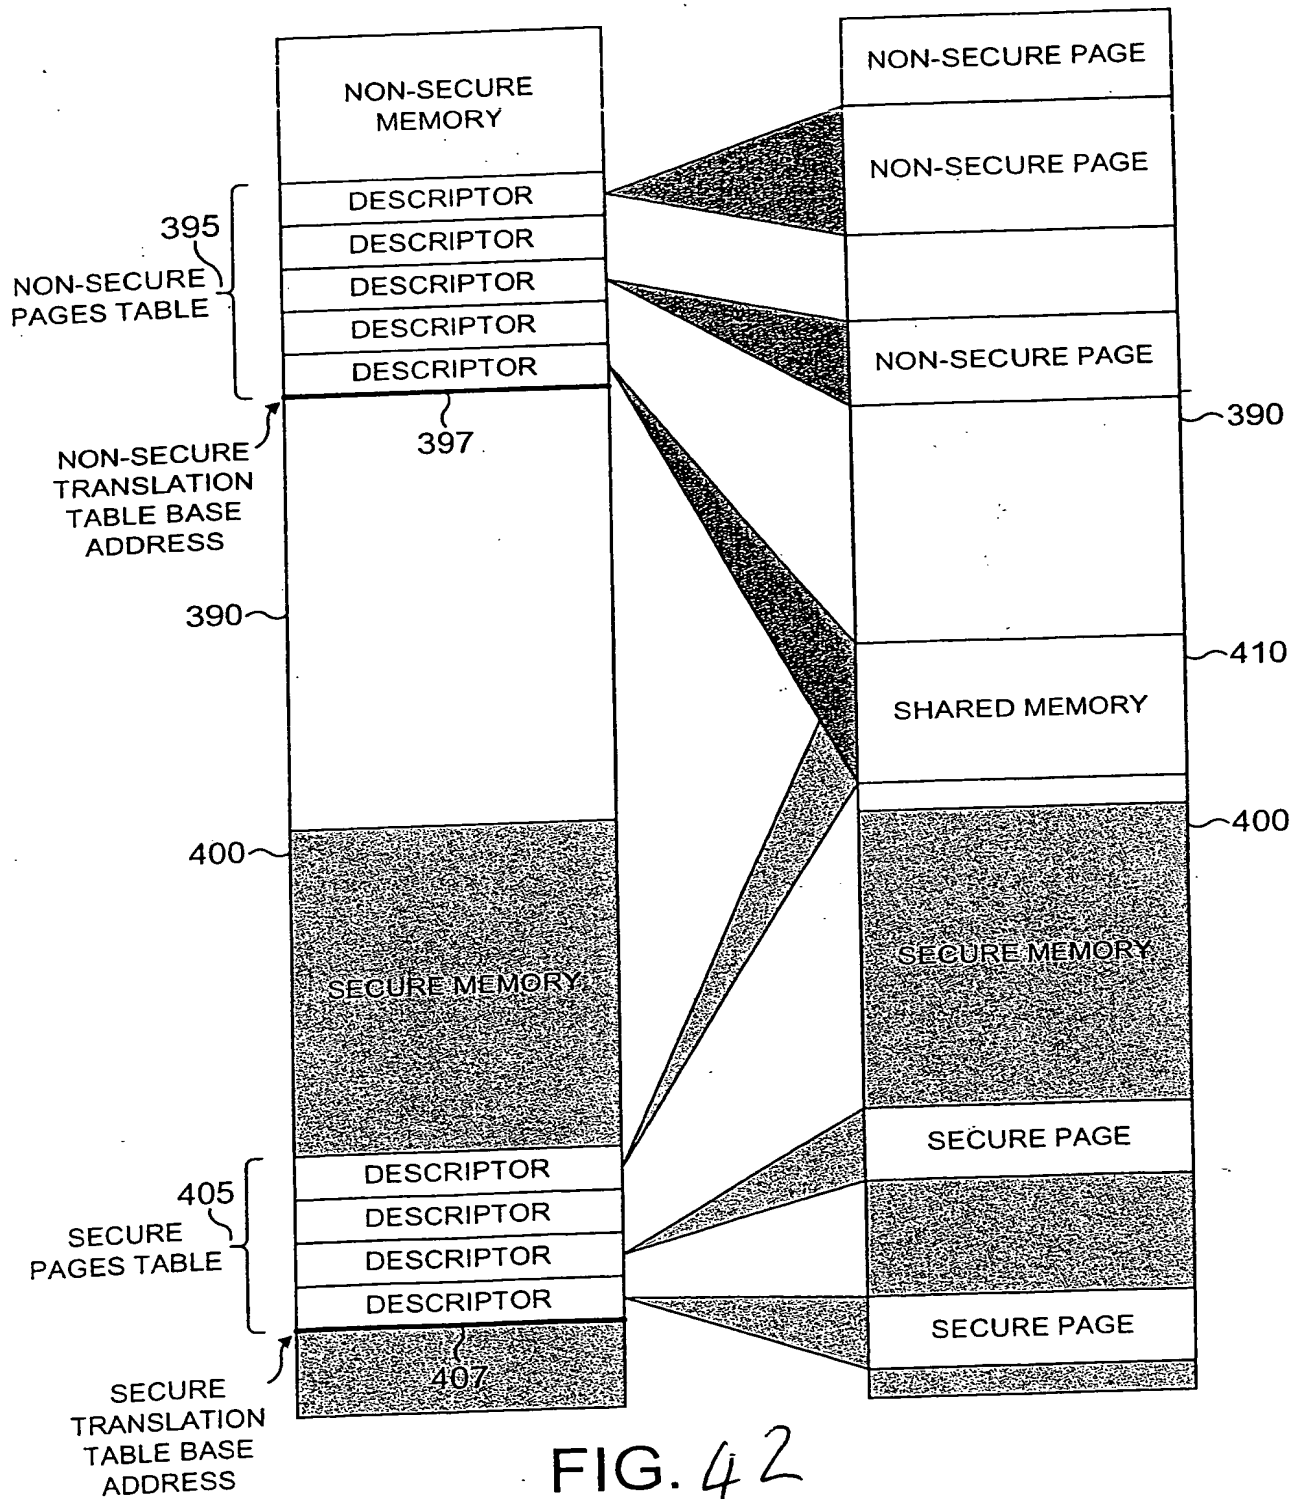 NON-SECURE
MEMORY
DESCRIPTOR
DESCRIPTOR
DESCRIPTOR
DESCRIPTOR
DESCRIPTOR
395
NON-SECURE
PAGES TABLE
397
NON-SECURE
TRANSLATION
TABLE BASE
ADDRESS
390
400
SECURE MEMORY
DESCRIPTOR
DESCRIPTOR
DESCRIPTOR
DESCRIPTOR
405
SECURE
PAGES TABLE
407
SECURE
TRANSLATION
TABLE BASE
ADDRESS
NON-SECURE PAGE
NON-SECURE PAGE
NON-SECURE PAGE
390
410
SHARED MEMORY
400
SECURE MEMORY
SECURE PAGE
SECURE PAGE
FIG. 42